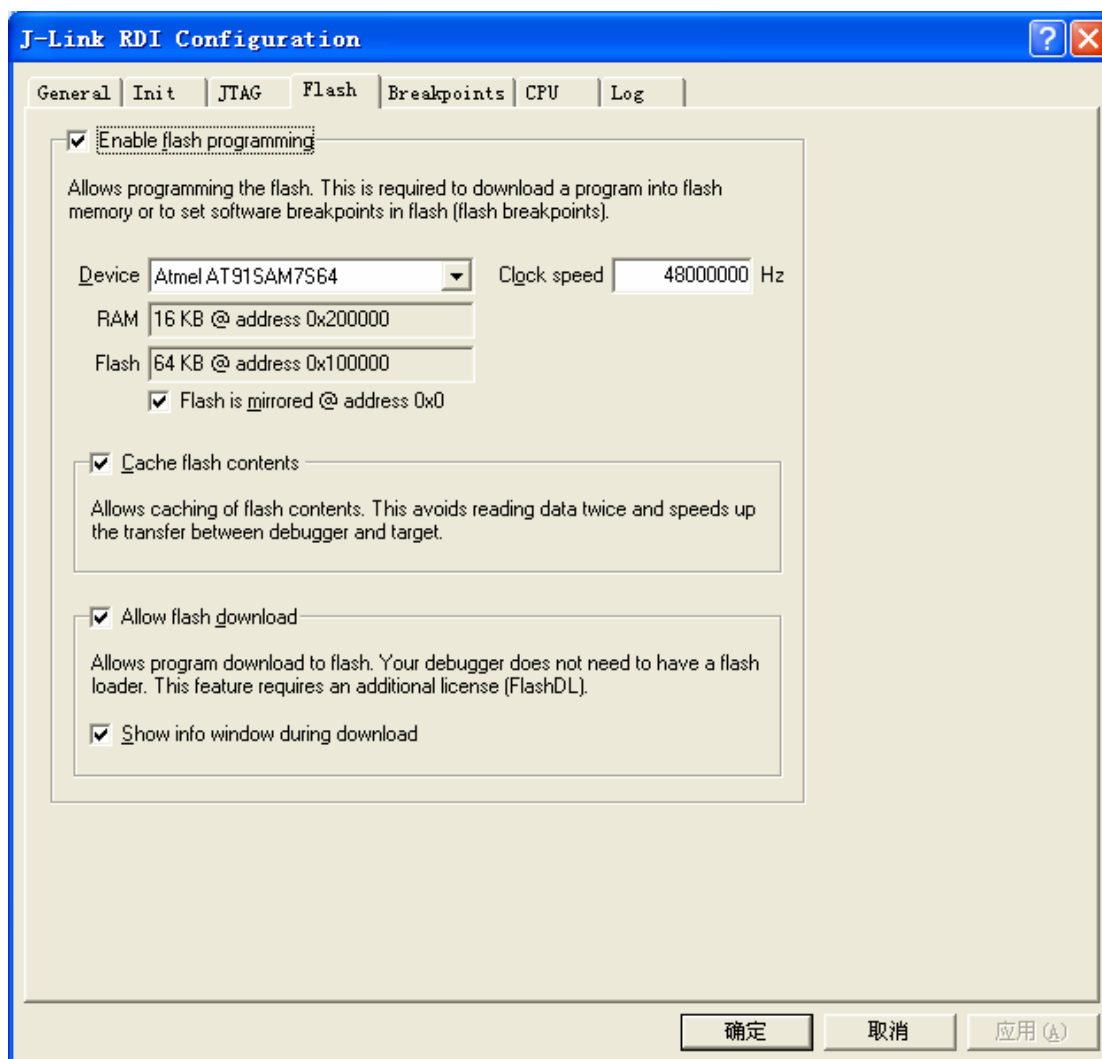 J-Link RDI Configuration
General Init JTAG Flash Breakpoints CPU Log
Enable flash programming
Allows programming the flash. This is required to download a program into flash
memory or to set software breakpoints in flash (flash breakpoints).
Device Atmel AT91SAM7S64 Clock speed 48000000 Hz
RAM 16 KB @ address 0x200000
Flash 64 KB @ address 0x100000
Flash is mirrored @ address 0x0
Cache flash contents
Allows caching of flash contents. This avoids reading data twice and speeds up
the transfer between debugger and target.
Allow flash download
Allows program download to flash. Your debugger does not need to have a flash
loader. This feature requires an additional license (FlashDL).
Show info window during download
确定 取消 应用(A)